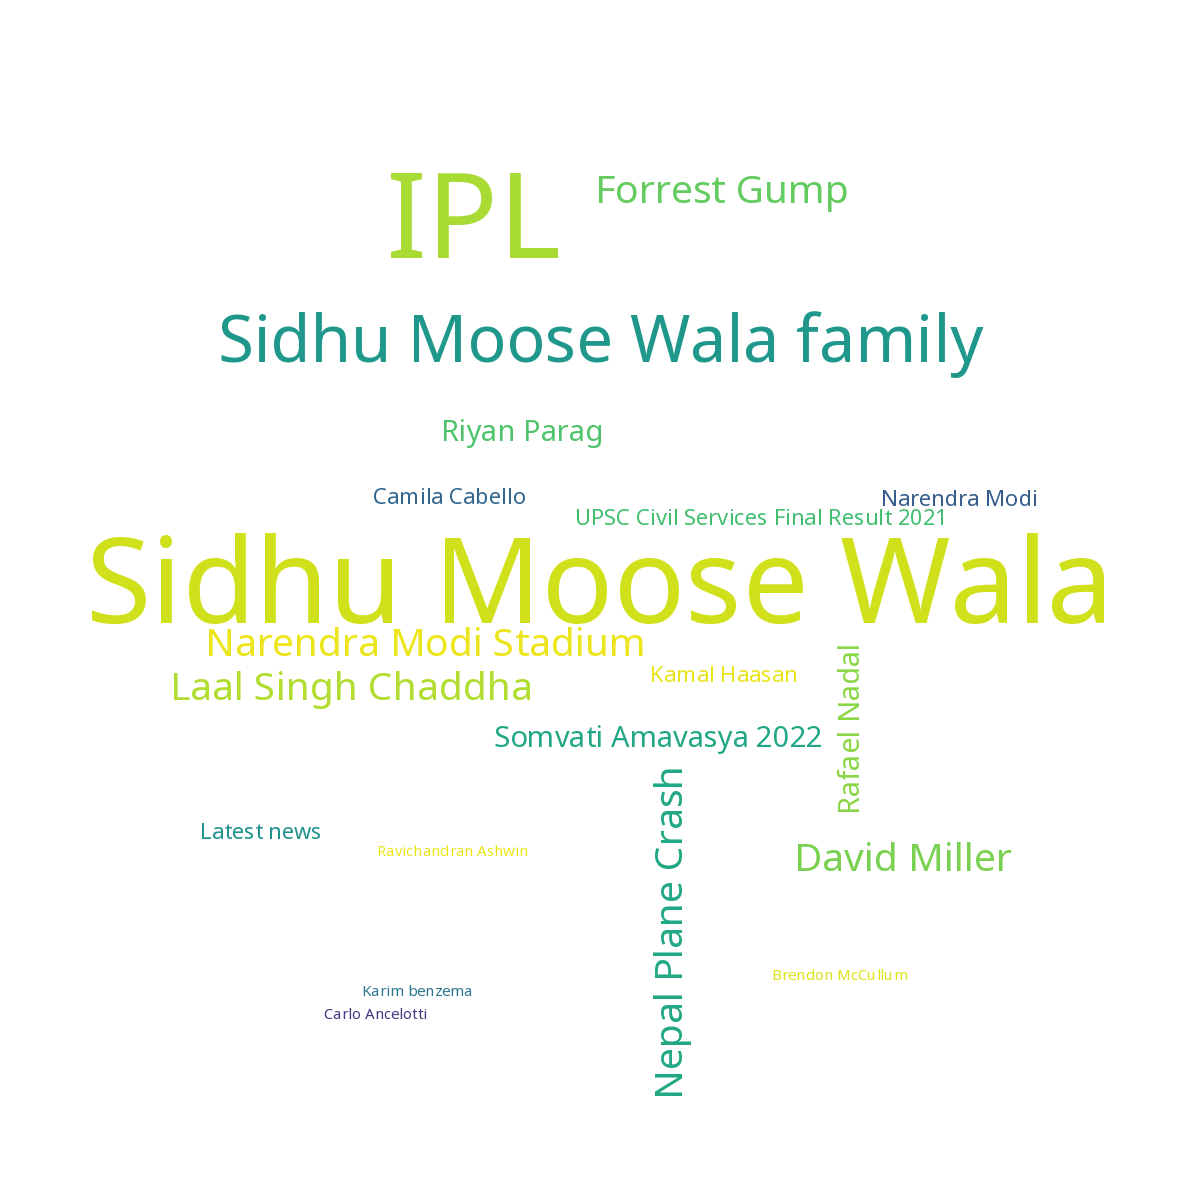 IPL
Forrest Gump
Sidhu Moose Wala family
Riyan Parag
Camila Cabello
Narendra Modi
UPSC Civil Services Final Result 2021
Sidhu Moose Wala
Narendra Modi Stadium
Kamal Haasan
Laal Singh Chaddha
Rafael Nadal
Somvati Amavasya 2022
Nepal Plane Crash
Latest news
Ravichandran Ashwin
David Miller
Brendon McCullum
Karim benzema
Carlo Ancelotti